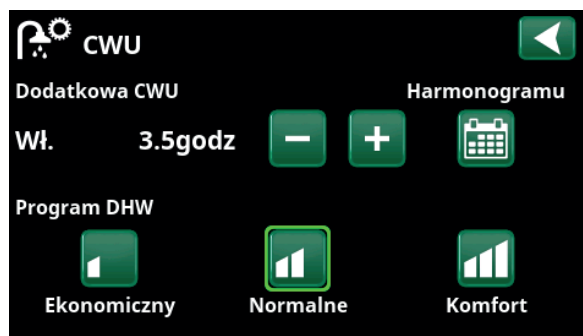 CWU
Dodatkowa CWU Harmonogramu
Wł. 3.5godz
Program DHW
Ekonomiczny Normalne Komfort